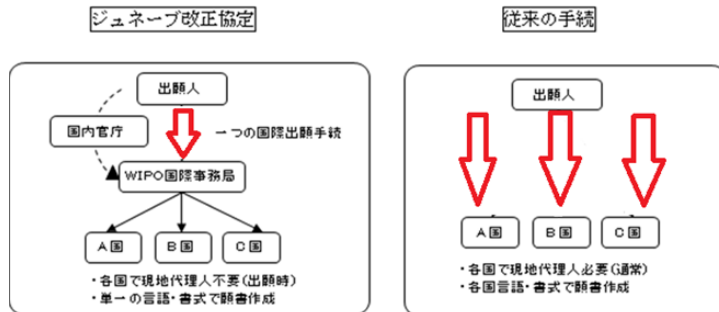 ジュネーブ改正協定
出願人
国内官庁
一つの国際出願手続
WIPO国際事務局
A国
B国
C国
・各国で現地代理人不要(出願時)
・単一の言語・書式で願書作成
従来の手続
出願人
A国
B国
C国
・各国で現地代理人必要(通常)
・各国言語・書式で願書作成